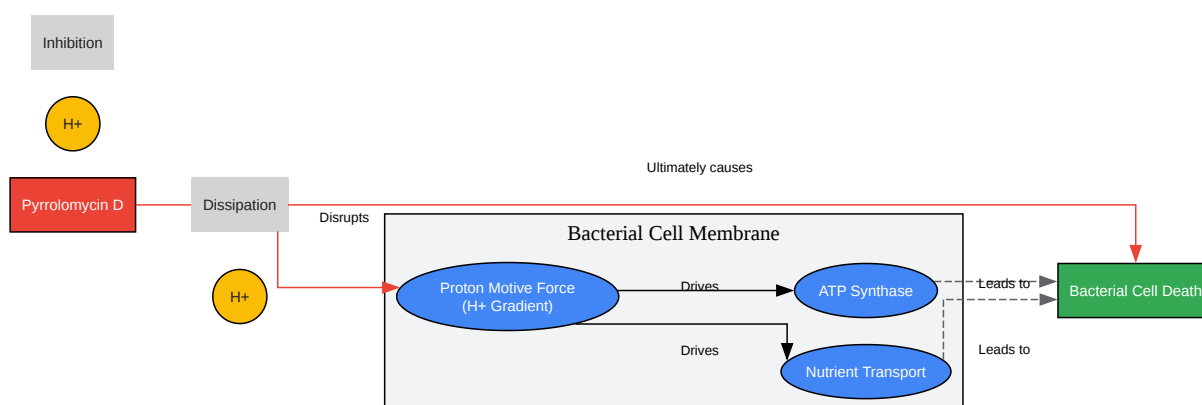 Inhibition
H+
Ultimately causes
Pyrrolomycin D
Dissipation
Disrupts
Bacterial Cell Membrane
H+
Proton Motive Force
(H+ Gradient)
Drives
ATP Synthase
Leads to
Bacterial Cell Death
Drives
Leads to
Nutrient Transport